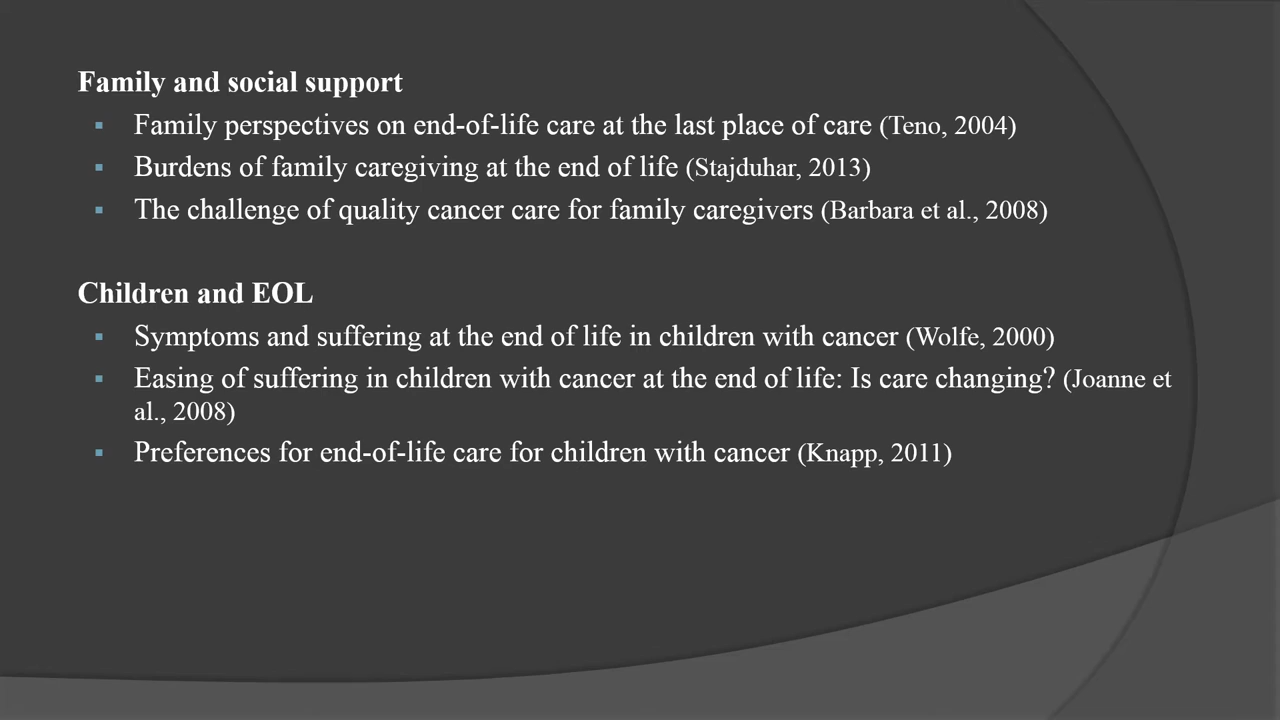 Family and social support
▪ Family perspectives on end-of-life care at the last place of care (Teno, 2004)
▪ Burdens of family caregiving at the end of life (Stajduhar, 2013)
▪ The challenge of quality cancer care for family caregivers (Barbara et al., 2008)
Children and EOL
▪ Symptoms and suffering at the end of life in children with cancer (Wolfe, 2000)
▪ Easing of suffering in children with cancer at the end of life: Is care changing? (Joanne et
al., 2008)
▪ Preferences for end-of-life care for children with cancer (Knapp, 2011)